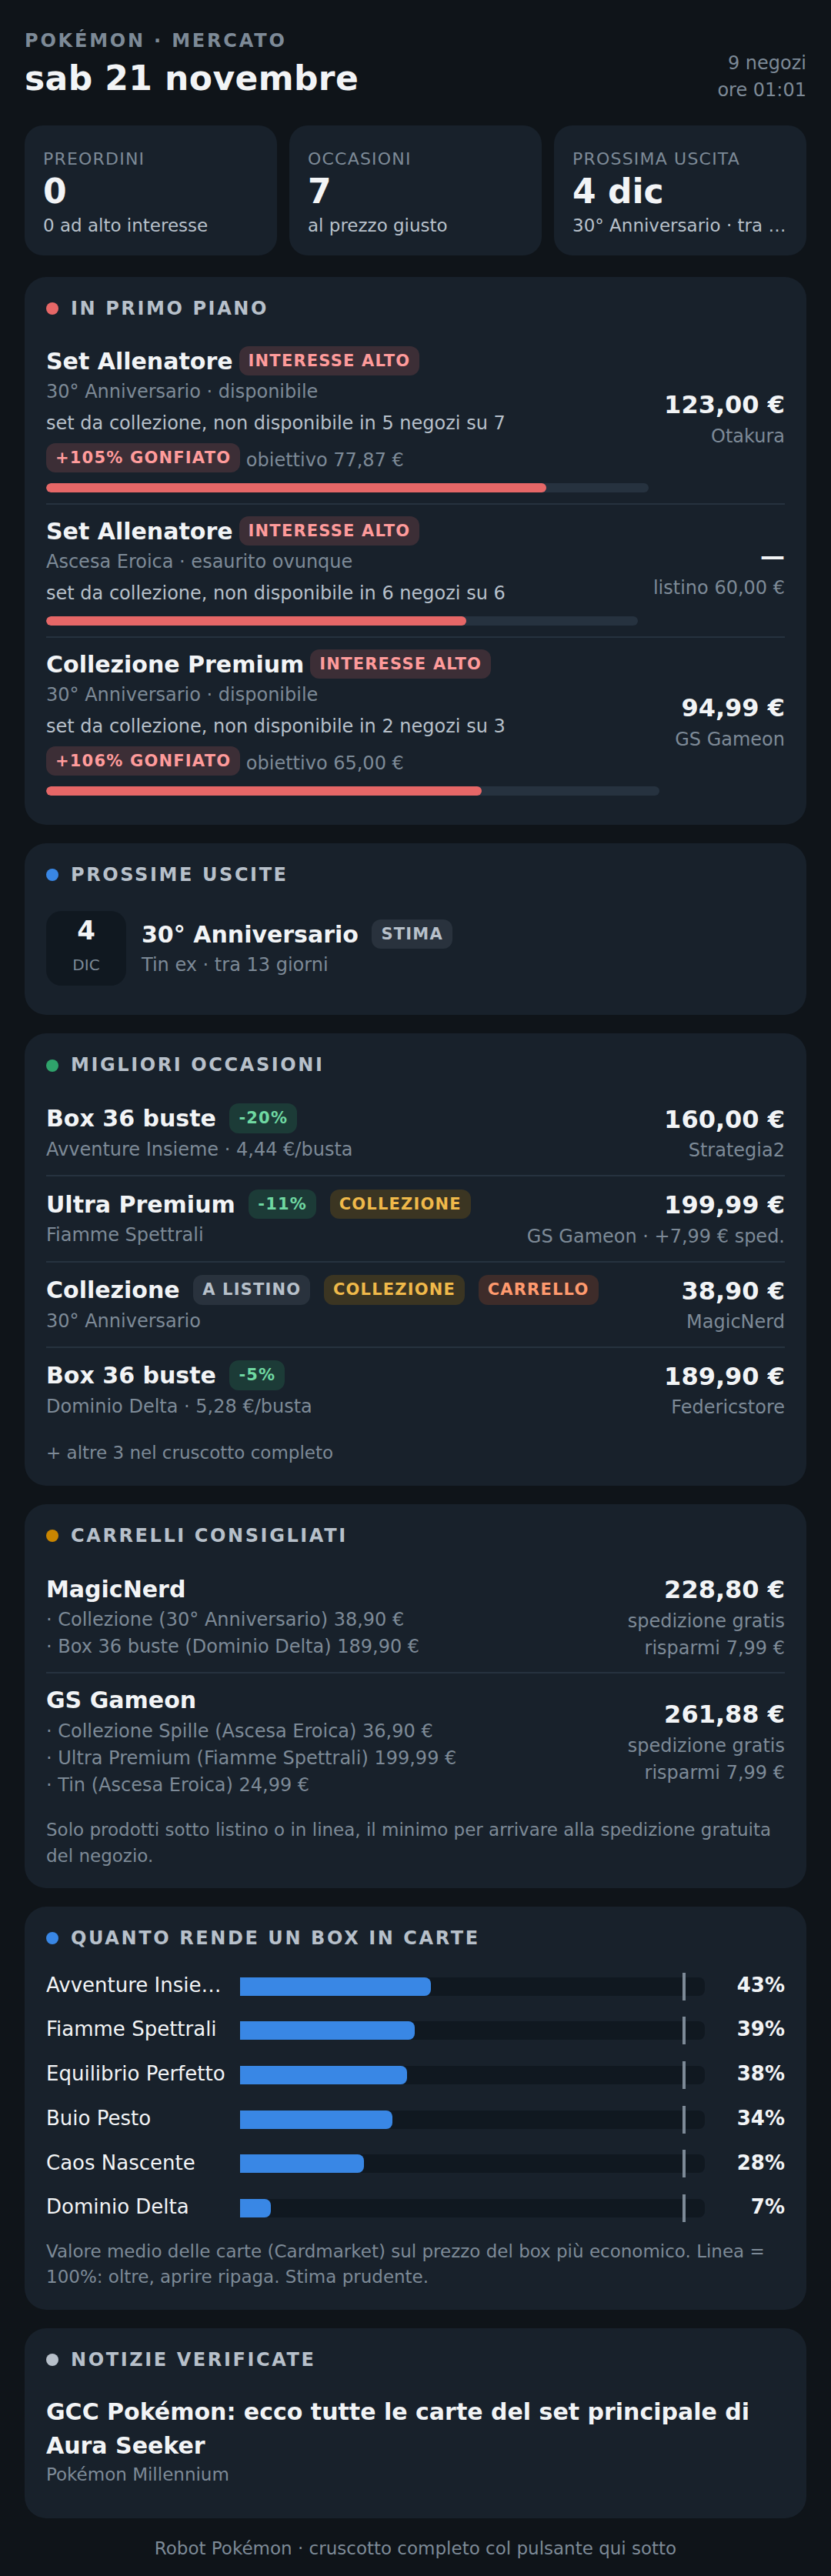 POKÉMON · MERCATO
sab 21 novembre
9 negozi
ore 01:01
PREORDINI
0
0 ad alto interesse
OCCASIONI
7
al prezzo giusto
PROSSIMA USCITA
4 dic
30° Anniversario · tra …
IN PRIMO PIANO
Set Allenatore INTERESSE ALTO
30° Anniversario · disponibile
set da collezione, non disponibile in 5 negozi su 7
+105% GONFIATO obiettivo 77,87 €
123,00 €
Otakura
Set Allenatore INTERESSE ALTO
Ascesa Eroica · esaurito ovunque
set da collezione, non disponibile in 6 negozi su 6
—
listino 60,00 €
Collezione Premium INTERESSE ALTO
30° Anniversario · disponibile
set da collezione, non disponibile in 2 negozi su 3
+106% GONFIATO obiettivo 65,00 €
94,99 €
GS Gameon
PROSSIME USCITE
4
DIC
30° Anniversario STIMA
Tin ex · tra 13 giorni
MIGLIORI OCCASIONI
Box 36 buste -20%
Avventure Insieme · 4,44 €/busta
160,00 €
Strategia2
Ultra Premium -11% COLLEZIONE
Fiamme Spettrali
199,99 €
GS Gameon · +7,99 € sped.
Collezione A LISTINO COLLEZIONE CARRELLO
30° Anniversario
38,90 €
MagicNerd
Box 36 buste -5%
Dominio Delta · 5,28 €/busta
189,90 €
Federicstore
+ altre 3 nel cruscotto completo
CARRELLI CONSIGLIATI
MagicNerd
· Collezione (30° Anniversario) 38,90 €
· Box 36 buste (Dominio Delta) 189,90 €
228,80 €
spedizione gratis
risparmi 7,99 €
GS Gameon
· Collezione Spille (Ascesa Eroica) 36,90 €
· Ultra Premium (Fiamme Spettrali) 199,99 €
· Tin (Ascesa Eroica) 24,99 €
261,88 €
spedizione gratis
risparmi 7,99 €
Solo prodotti sotto listino o in linea, il minimo per arrivare alla spedizione gratuita
del negozio.
QUANTO RENDE UN BOX IN CARTE
Avventure Insie… 43%
Fiamme Spettrali 39%
Equilibrio Perfetto 38%
Buio Pesto 34%
Caos Nascente 28%
Dominio Delta 7%
Valore medio delle carte (Cardmarket) sul prezzo del box più economico. Linea =
100%: oltre, aprire ripaga. Stima prudente.
NOTIZIE VERIFICATE
GCC Pokémon: ecco tutte le carte del set principale di
Aura Seeker
Pokémon Millennium
Robot Pokémon · cruscotto completo col pulsante qui sotto